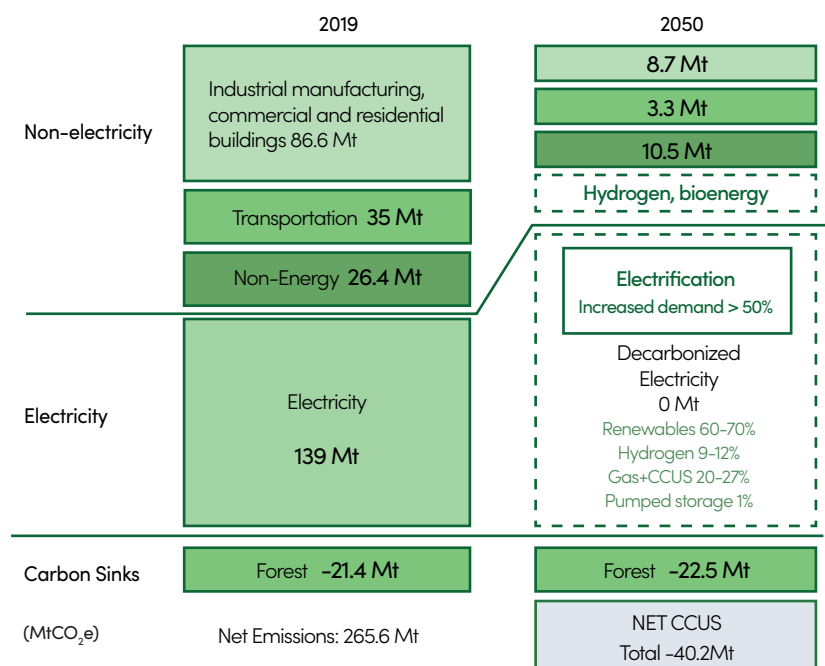 2019
2050
Non-electricity
Industrial manufacturing,
commercial and residential
buildings 86.6 Mt
Transportation 35 Mt
Non-Energy 26.4 Mt
8.7 Mt
3.3 Mt
10.5 Mt
Hydrogen, bioenergy
Electrification
Increased demand > 50%
Electricity
Electricity
139 Mt
Decarbonized
Electricity
0 Mt
Renewables 60-70%
Hydrogen 9-12%
Gas+CCUS 20-27%
Pumped storage 1%
Carbon Sinks
Forest -21.4 Mt
Forest -22.5 Mt
(MtCO₂e)
Net Emissions: 265.6 Mt
NET CCUS
Total -40.2Mt